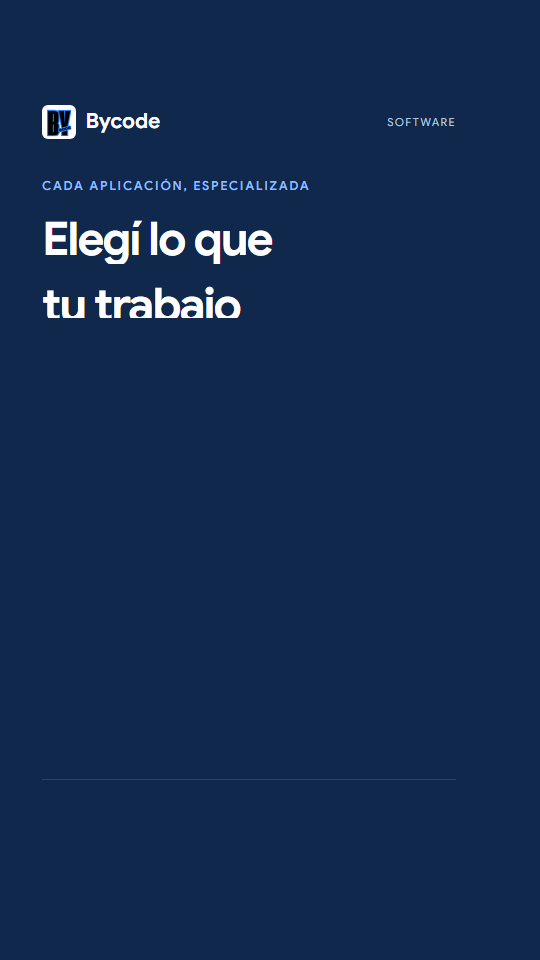 Bycode
SOFTWARE
CADA APLICACIÓN, ESPECIALIZADA
Elegí lo que
tu trabajo